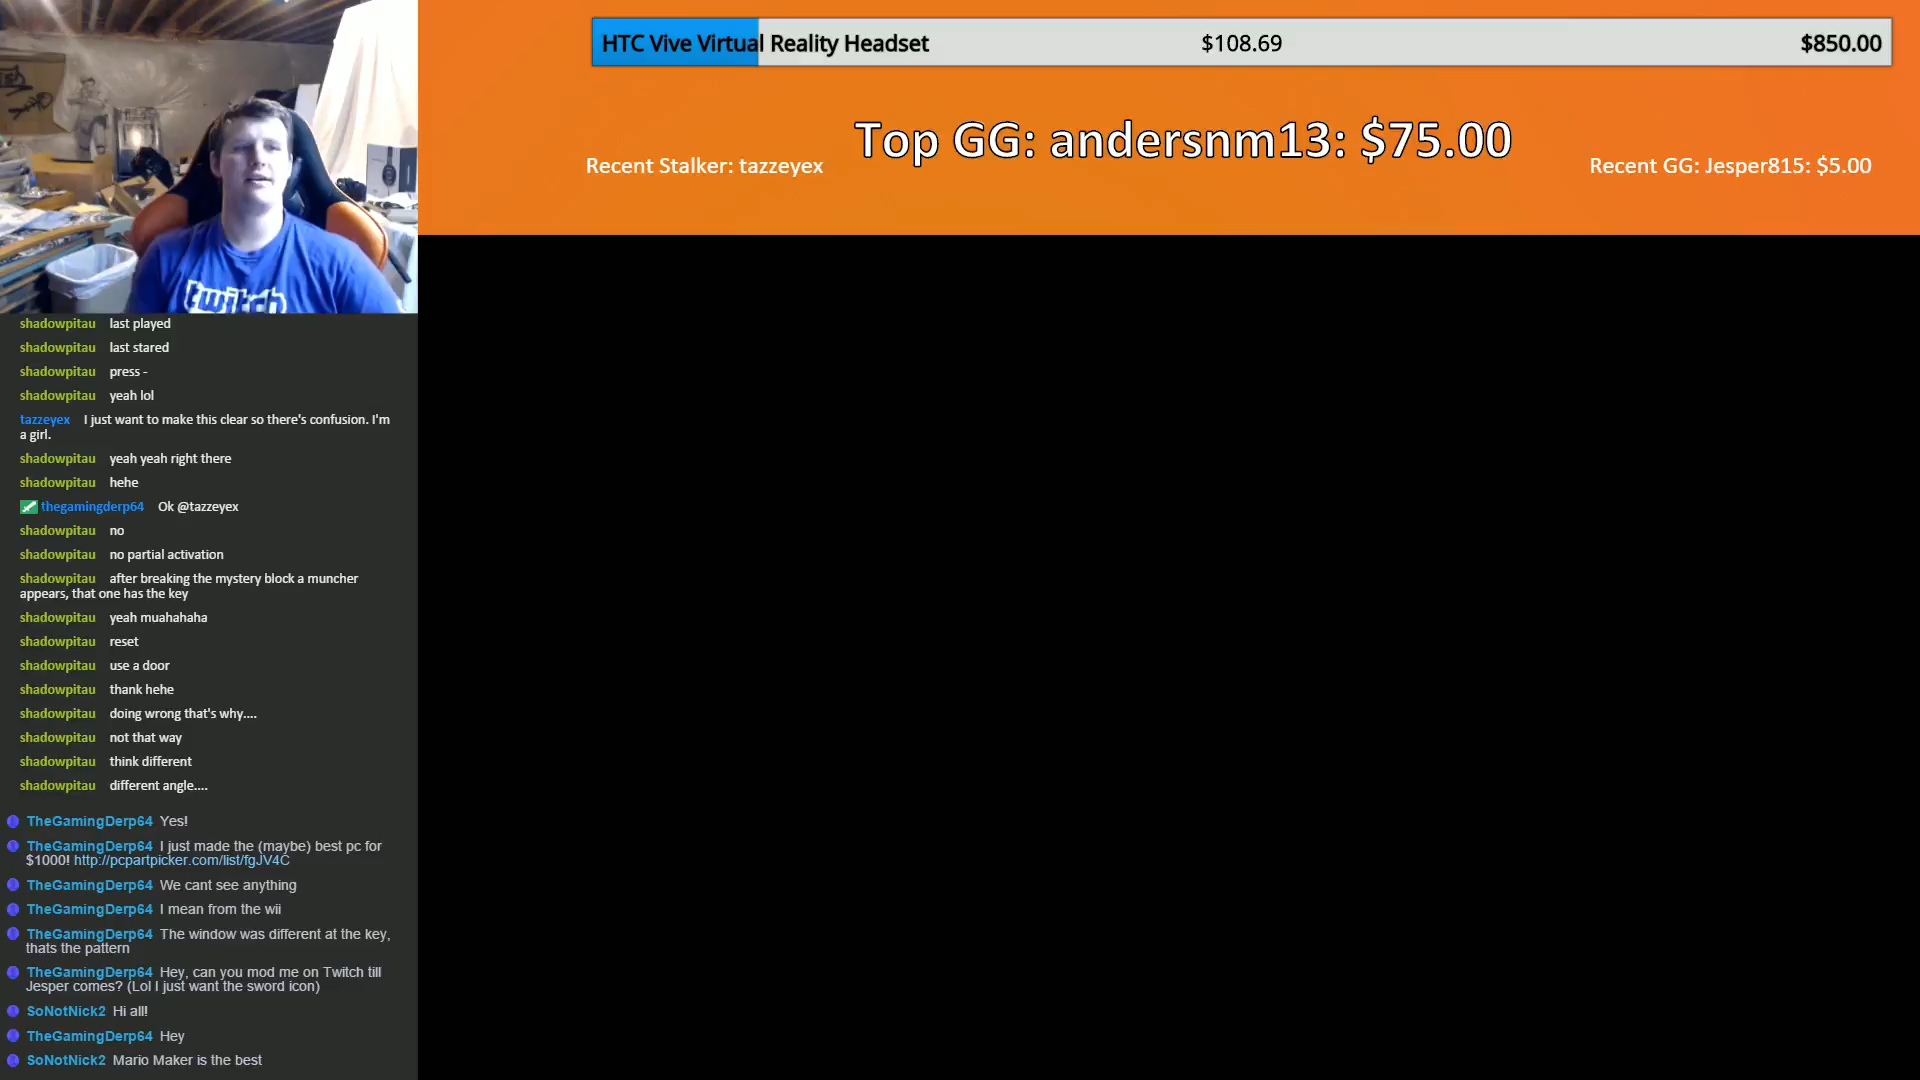 HTC Vive Virtual Reality Headset $108.69 $850.00
Top GG: andersnm13: $75.00
Recent Stalker: tazzeyex
Recent GG: Jesper815: $5.00
twitch
shadowpitau last played
shadowpitau last stared
shadowpitau press -
shadowpitau yeah lol
tazzeyex I just want to make this clear so there's confusion. I'm
a girl.
shadowpitau yeah yeah right there
shadowpitau hehe
thegamingderp64 Ok @tazzeyex
shadowpitau no
shadowpitau no partial activation
shadowpitau after breaking the mystery block a muncher
appears, that one has the key
shadowpitau yeah muahahaha
shadowpitau reset
shadowpitau use a door
shadowpitau thank hehe
shadowpitau doing wrong that's why....
shadowpitau not that way
shadowpitau think different
shadowpitau different angle....
TheGamingDerp64 Yes!
TheGamingDerp64 I just made the (maybe) best pc for
$1000! http://pcpartpicker.com/list/fgJV4C
TheGamingDerp64 We cant see anything
TheGamingDerp64 I mean from the wii
TheGamingDerp64 The window was different at the key,
thats the pattern
TheGamingDerp64 Hey, can you mod me on Twitch till
Jesper comes? (Lol I just want the sword icon)
SoNotNick2 Hi all!
TheGamingDerp64 Hey
SoNotNick2 Mario Maker is the best